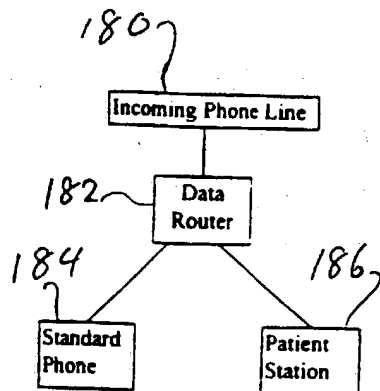 180
Incoming Phone Line
182
Data
Router
184
186
Standard
Phone
Patient
Station